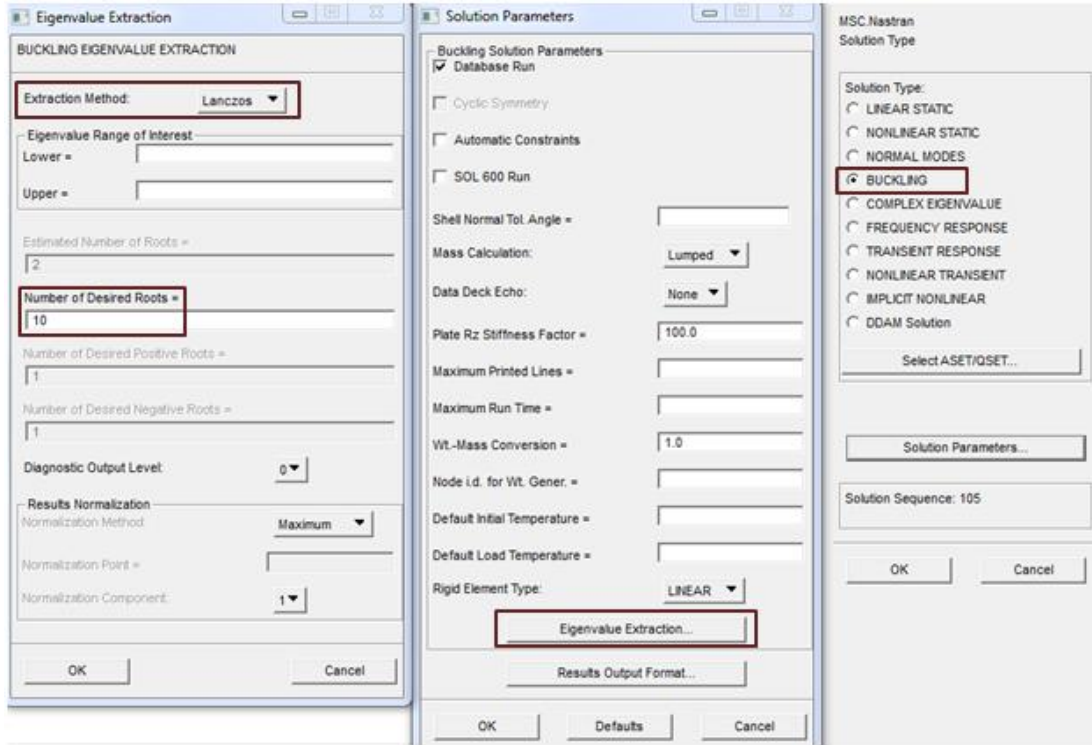 Eigenvalue Extraction
BUCKLING EIGENVALUE EXTRACTION
Extraction Method: Lanczos
Eigenvalue Range of Interest
Lower =
Upper =
Estimated Number of Roots =
2
Number of Desired Roots =
10
Number of Desired Positive Roots =
1
Number of Desired Negative Roots =
1
Diagnostic Output Level: 0
Results Normalization
Normalization Method: Maximum
Normalization Point =
Normalization Component: 1
OK Cancel
Solution Parameters
Buckling Solution Parameters
Database Run
Cyclic Symmetry
Automatic Constraints
SOL 600 Run
Shell Normal Tol. Angle =
Mass Calculation: Lumped
Data Deck Echo: None
Plate Rz Stiffness Factor = 100.0
Maximum Printed Lines =
Maximum Run Time =
Wt.-Mass Conversion = 1.0
Node i.d. for Wt. Gener. =
Default Initial Temperature =
Default Load Temperature =
Rigid Element Type: LINEAR
Eigenvalue Extraction...
Results Output Format...
OK Defaults Cancel
MSC.Nastran
Solution Type
Solution Type:
LINEAR STATIC
NONLINEAR STATIC
NORMAL MODES
BUCKLING
COMPLEX EIGENVALUE
FREQUENCY RESPONSE
TRANSIENT RESPONSE
NONLINEAR TRANSIENT
IMPLICIT NONLINEAR
DDAM Solution
Select ASET/QSET...
Solution Parameters...
Solution Sequence: 105
OK Cancel